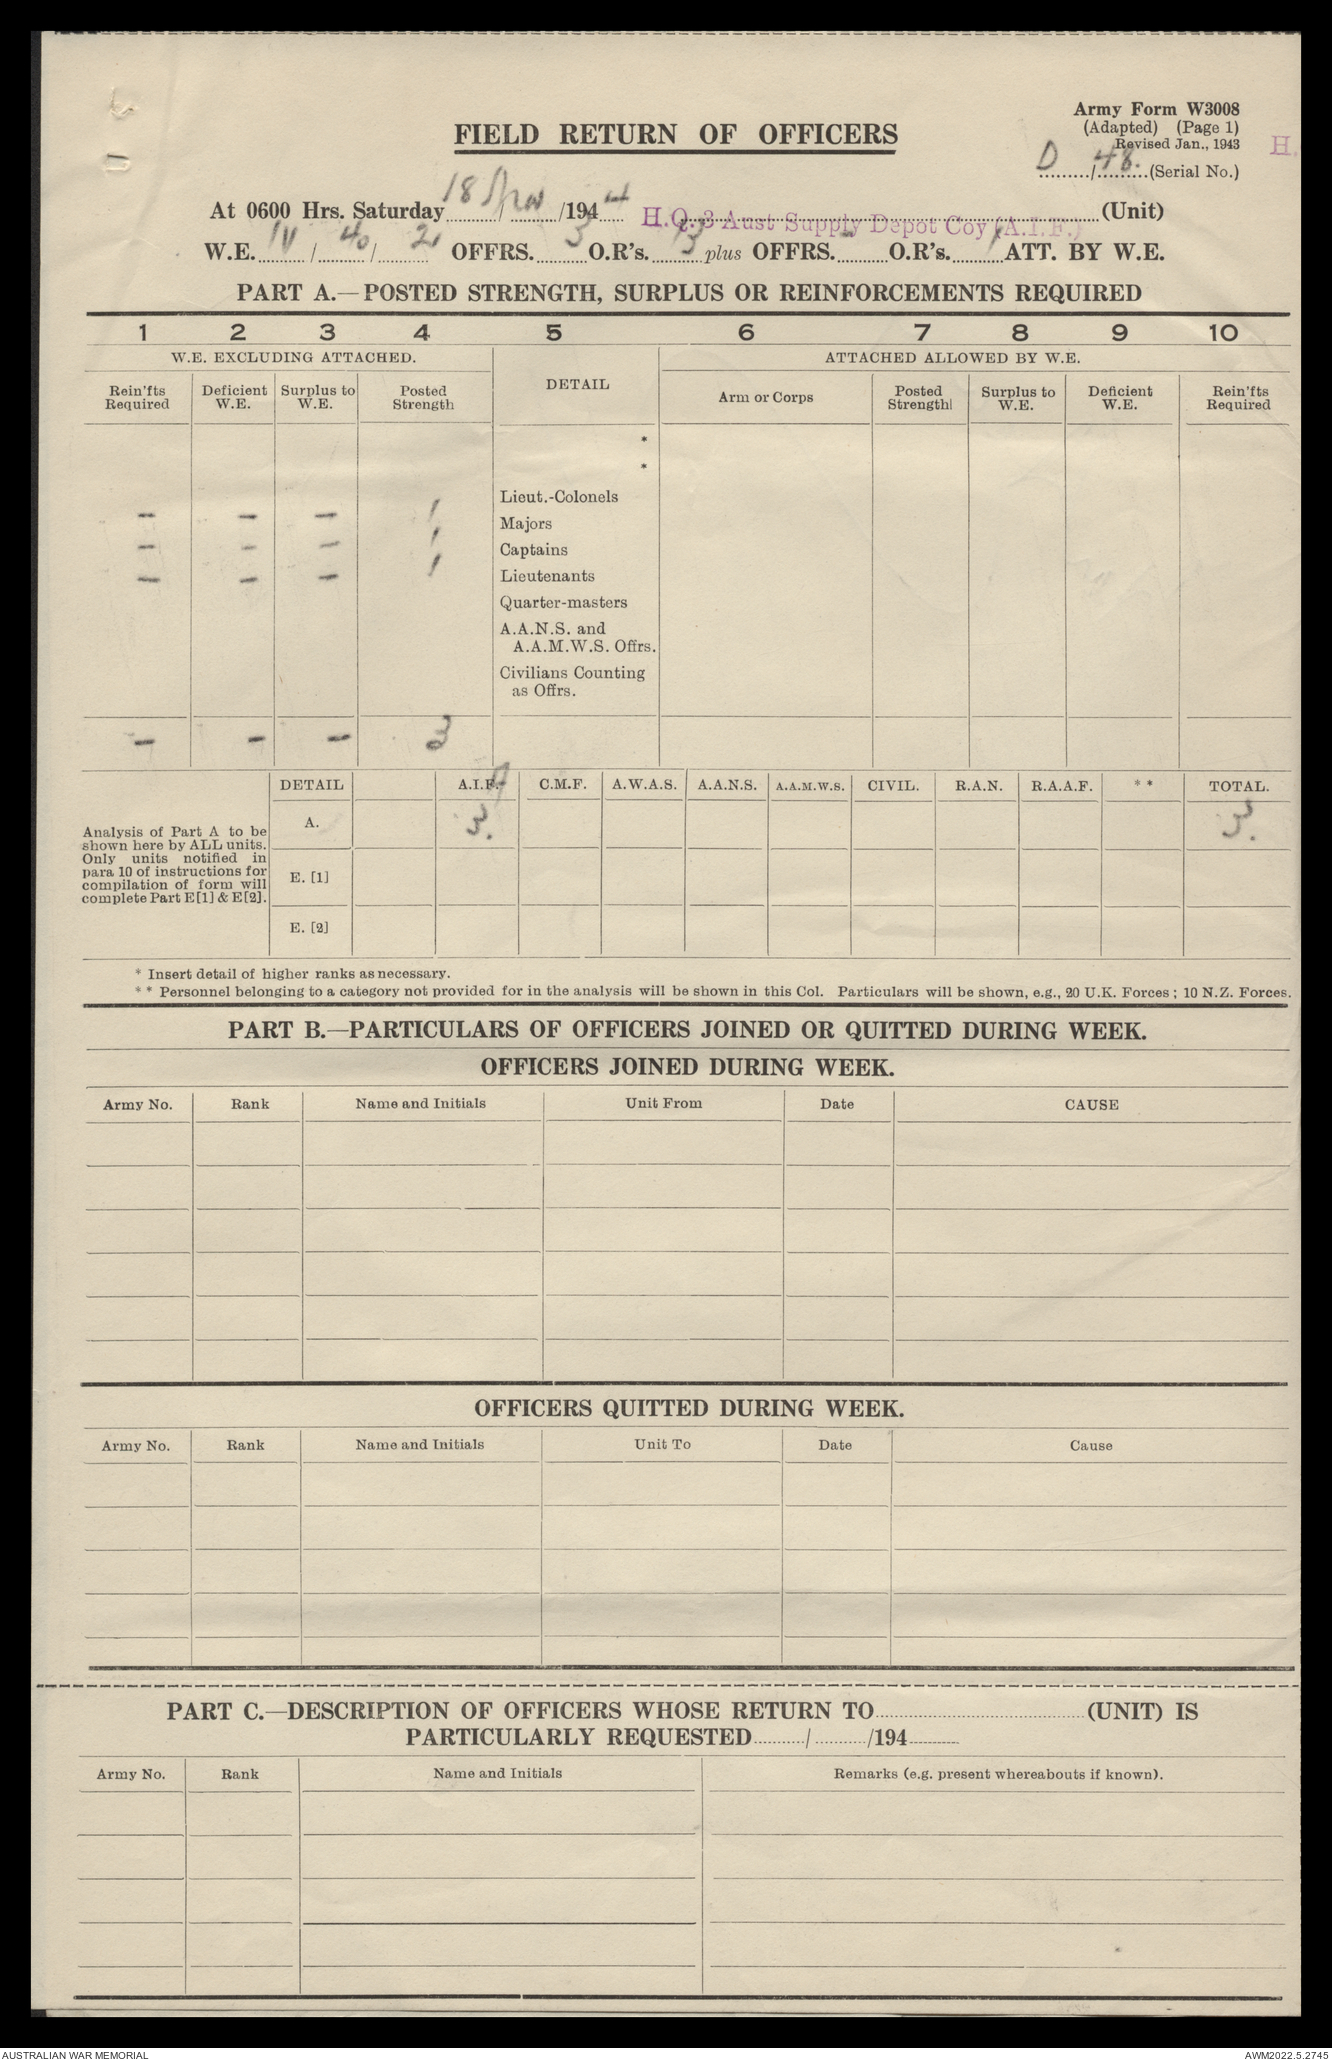 Army Form W3008
(Adapted) (Page 1)
Revised Jan., 1943
D / 48. (Serial No.)
H.
FIELD RETURN OF OFFICERS
At 0600 Hrs. Saturday 18 / /194 4 H.Q. 3 Aust Supply Depot Coy (A.I.F.) (Unit)
W.E. IV / 40 / 2 OFFRS. 3 O.R's. 13 plus OFFRS. - O.R's. 1 ATT. BY W.E.
PART A.—POSTED STRENGTH, SURPLUS OR REINFORCEMENTS REQUIRED
1 2 3 4 5 6 7 8 9 10
W.E. EXCLUDING ATTACHED. DETAIL ATTACHED ALLOWED BY W.E.
Rein'fts Required Deficient W.E. Surplus to W.E. Posted Strength Arm or Corps Posted Strength Surplus to W.E. Deficient W.E. Rein'fts Required
*
*
Lieut.-Colonels
– – – 1 Majors
– – – 1 Captains
– – – 1 Lieutenants
Quarter-masters
A.A.N.S. and
A.A.M.W.S. Offrs.
Civilians Counting
as Offrs.
– – – 3
DETAIL A.I.F. C.M.F. A.W.A.S. A.A.N.S. A.A.M.W.S. CIVIL. R.A.N. R.A.A.F. * * TOTAL.
A. 3. 3.
Analysis of Part A to be
shown here by ALL units.
Only units notified in
para 10 of instructions for
compilation of form will
complete Part E[1] & E[2].
E. [1]
E. [2]
* Insert detail of higher ranks as necessary.
* * Personnel belonging to a category not provided for in the analysis will be shown in this Col. Particulars will be shown, e.g., 20 U.K. Forces ; 10 N.Z. Forces.
PART B.—PARTICULARS OF OFFICERS JOINED OR QUITTED DURING WEEK.
OFFICERS JOINED DURING WEEK.
Army No. Rank Name and Initials Unit From Date CAUSE
OFFICERS QUITTED DURING WEEK.
Army No. Rank Name and Initials Unit To Date Cause
PART C.—DESCRIPTION OF OFFICERS WHOSE RETURN TO (UNIT) IS
PARTICULARLY REQUESTED / /194
Army No. Rank Name and Initials Remarks (e.g. present whereabouts if known).
AUSTRALIAN WAR MEMORIAL AWM2022.5.2745